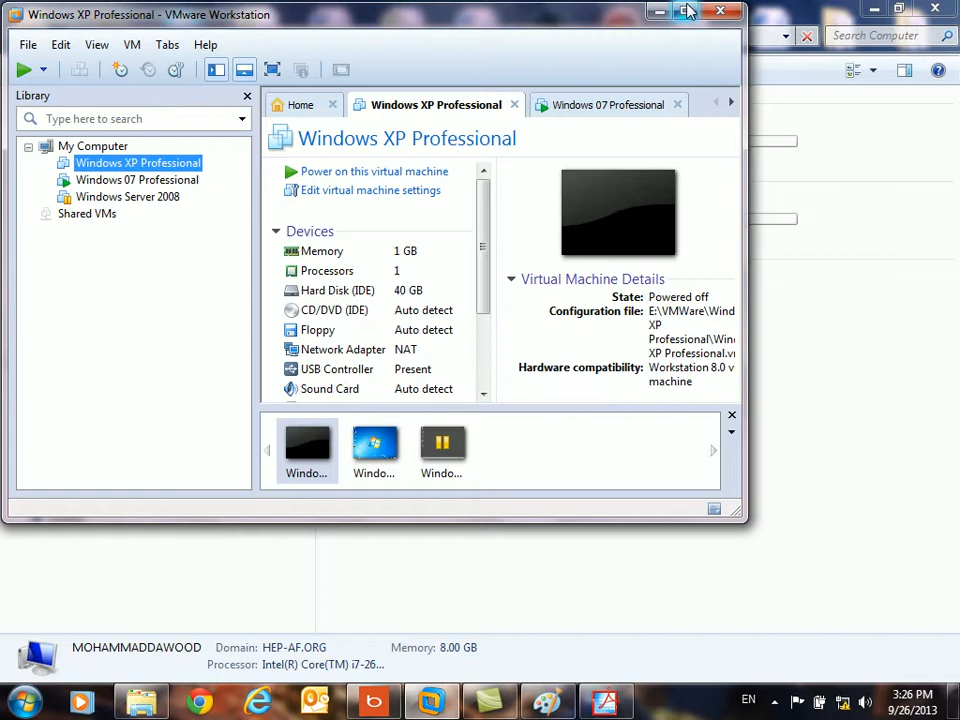 Windows XP Professional - VMware Workstation
File Edit View VM Tabs Help
Search Computer
Library
Type here to search
My Computer
Windows XP Professional
Windows 07 Professional
Windows Server 2008
Shared VMs
Home
Windows XP Professional
Windows 07 Professional
Windows XP Professional
Power on this virtual machine
Edit virtual machine settings
Devices
Memory 1 GB
Processors 1
Hard Disk (IDE) 40 GB
CD/DVD (IDE) Auto detect
Floppy Auto detect
Network Adapter NAT
USB Controller Present
Sound Card Auto detect
Virtual Machine Details
State: Powered off
Configuration file: E:\VMWare\Wind
XP
Professional\Win
XP Professional.v
Hardware compatibility: Workstation 8.0 v
machine
Windo...
Windo...
Windo...
MOHAMMADDAWOOD Domain: HEP-AF.ORG Memory: 8.00 GB
Processor: Intel(R) Core(TM) i7-26...
EN
3:26 PM
9/26/2013